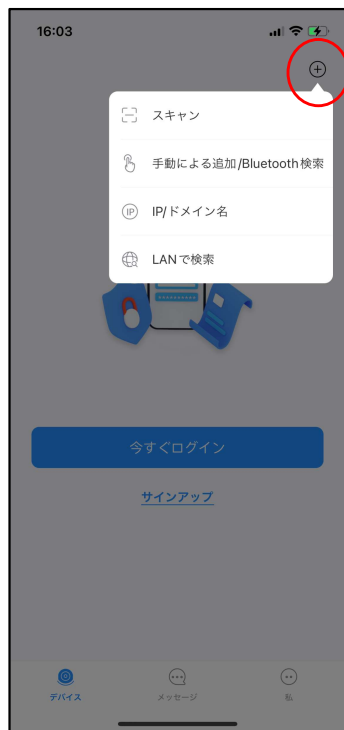 16:03
スキャン
手動による追加/Bluetooth検索
IP
IP/ドメイン名
LANで検索
今すぐログイン
サインアップ
デバイス
メッセージ
私